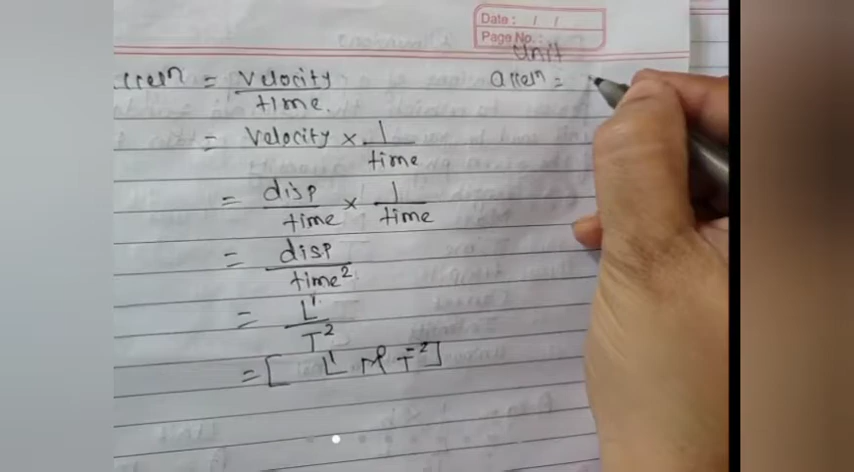 Date : / /
Page No. :
Unit
accelⁿ = velocity / time.
accelⁿ =
= velocity × 1 / time
= disp / time × 1 / time
= disp / time²
= L¹ / T²
= [ L¹ M° T⁻² ]